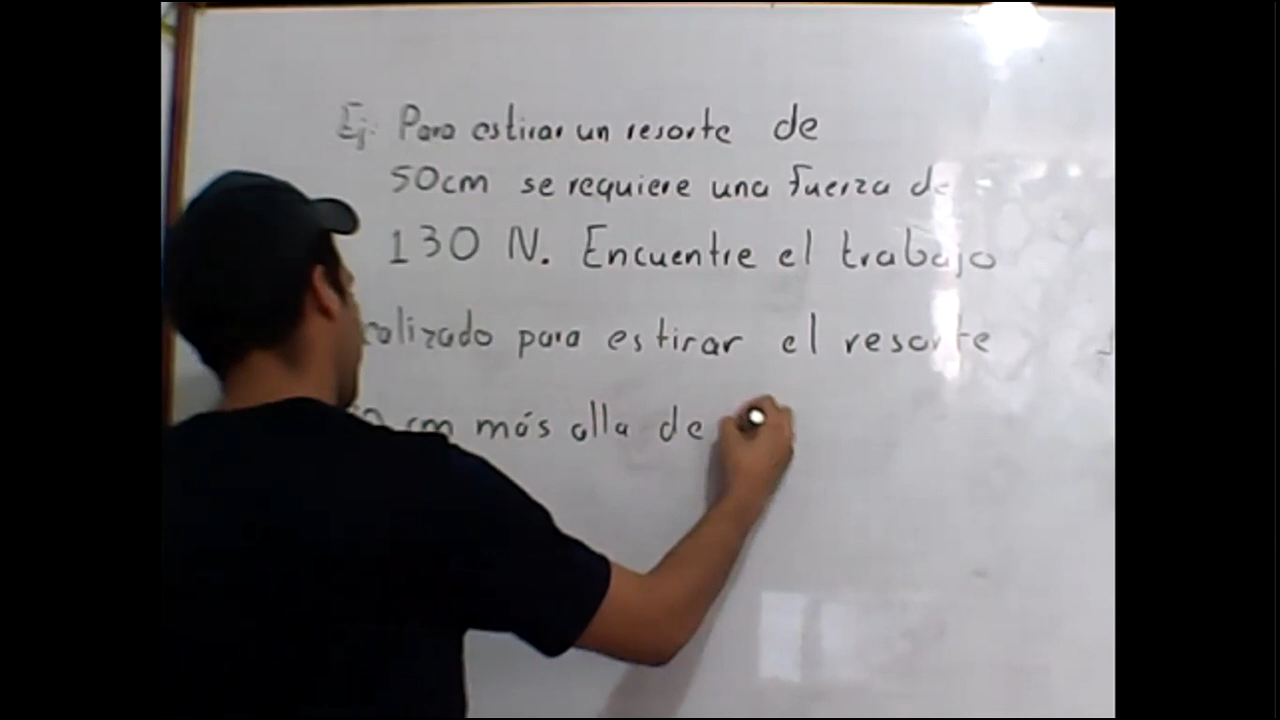 Ej: Para estirar un resorte de
50cm se requiere una fuerza de
130 N. Encuentre el trabajo
para estirar el resorte
cm más alla de